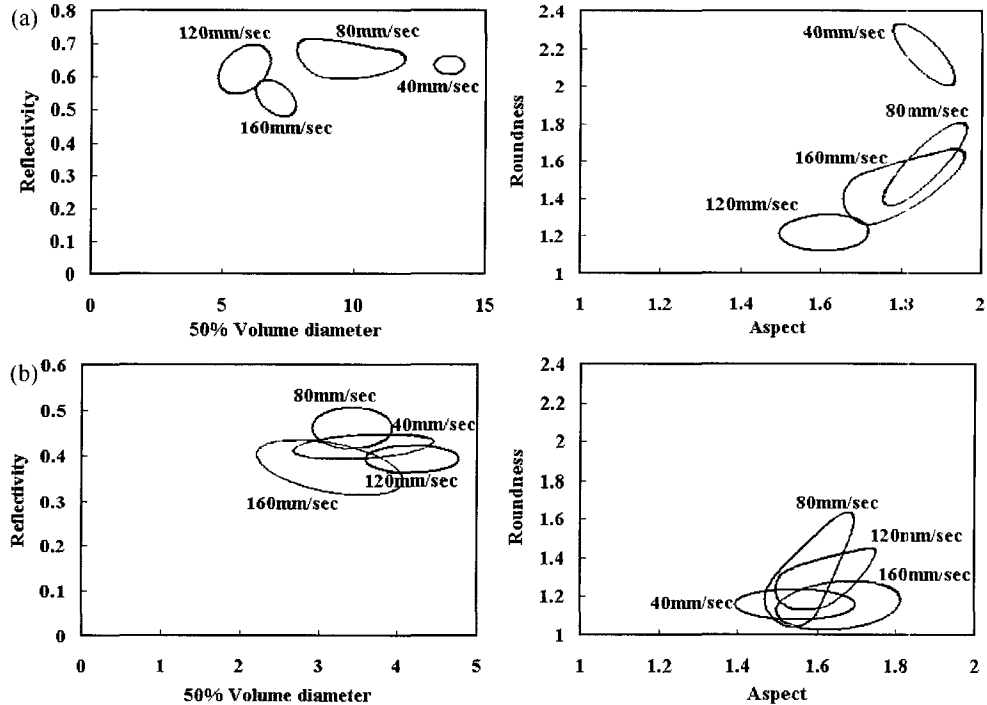 (a)
0.8
0.7
0.6
0.5
0.4
0.3
0.2
0.1
0
Reflectivity
120mm/sec
80mm/sec
40mm/sec
160mm/sec
0 5 10 15
50% Volume diameter
2.4
2.2
2
1.8
1.6
1.4
1.2
1
Roundness
40mm/sec
80mm/sec
160mm/sec
120mm/sec
1 1.2 1.4 1.6 1.8 2
Aspect
(b)
0.6
0.5
0.4
0.3
0.2
0.1
0
Reflectivity
80mm/sec
40mm/sec
120mm/sec
160mm/sec
0 1 2 3 4 5
50% Volume diameter
2.4
2.2
2
1.8
1.6
1.4
1.2
1
Roundness
80mm/sec
120mm/sec
160mm/sec
40mm/sec
1 1.2 1.4 1.6 1.8 2
Aspect